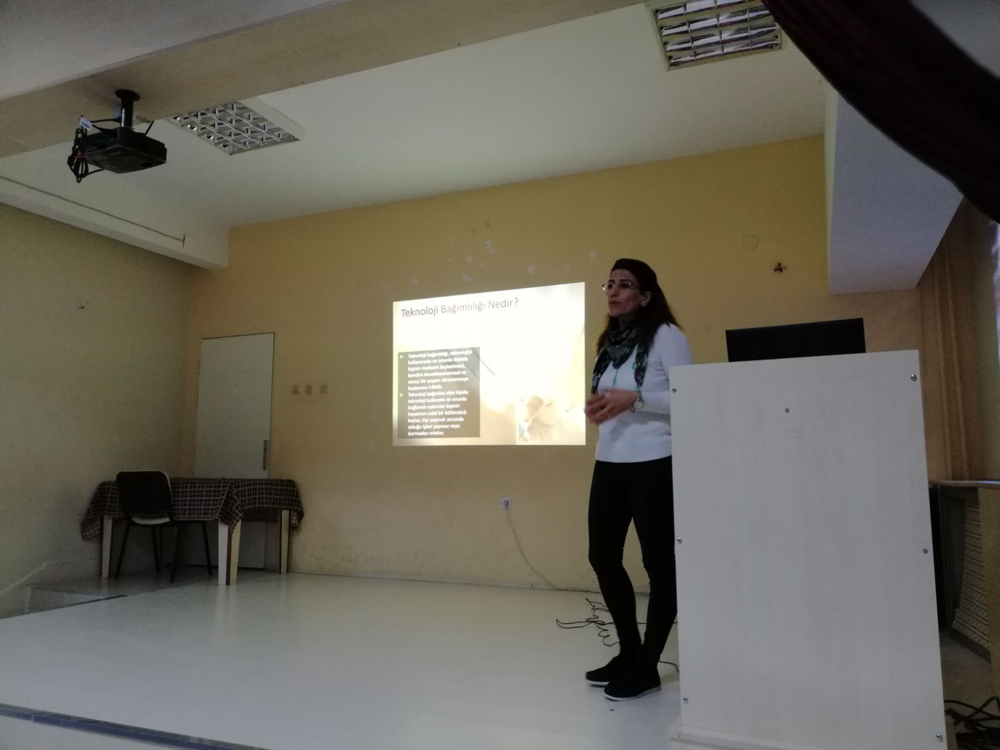 Teknoloji Bağımlılığı Nedir?
➢ Teknoloji bağımlılığı, teknolojiyi
kullanmada ve onunla ilişkide
kişinin iradesini kaybetmesi,
kendini denetleyememesi ve
onsuz bir yaşam sürememeye
başlaması hâlidir.
➢ Teknoloji bağımlısı olan kişide
teknoloji kullanımı ve onunla
bağlantılı eylemler kişinin
hayatının ciddi bir bölümünü
kaplar, kişi yapmak zorunda
olduğu işleri yapmaz veya
durmadan erteler.